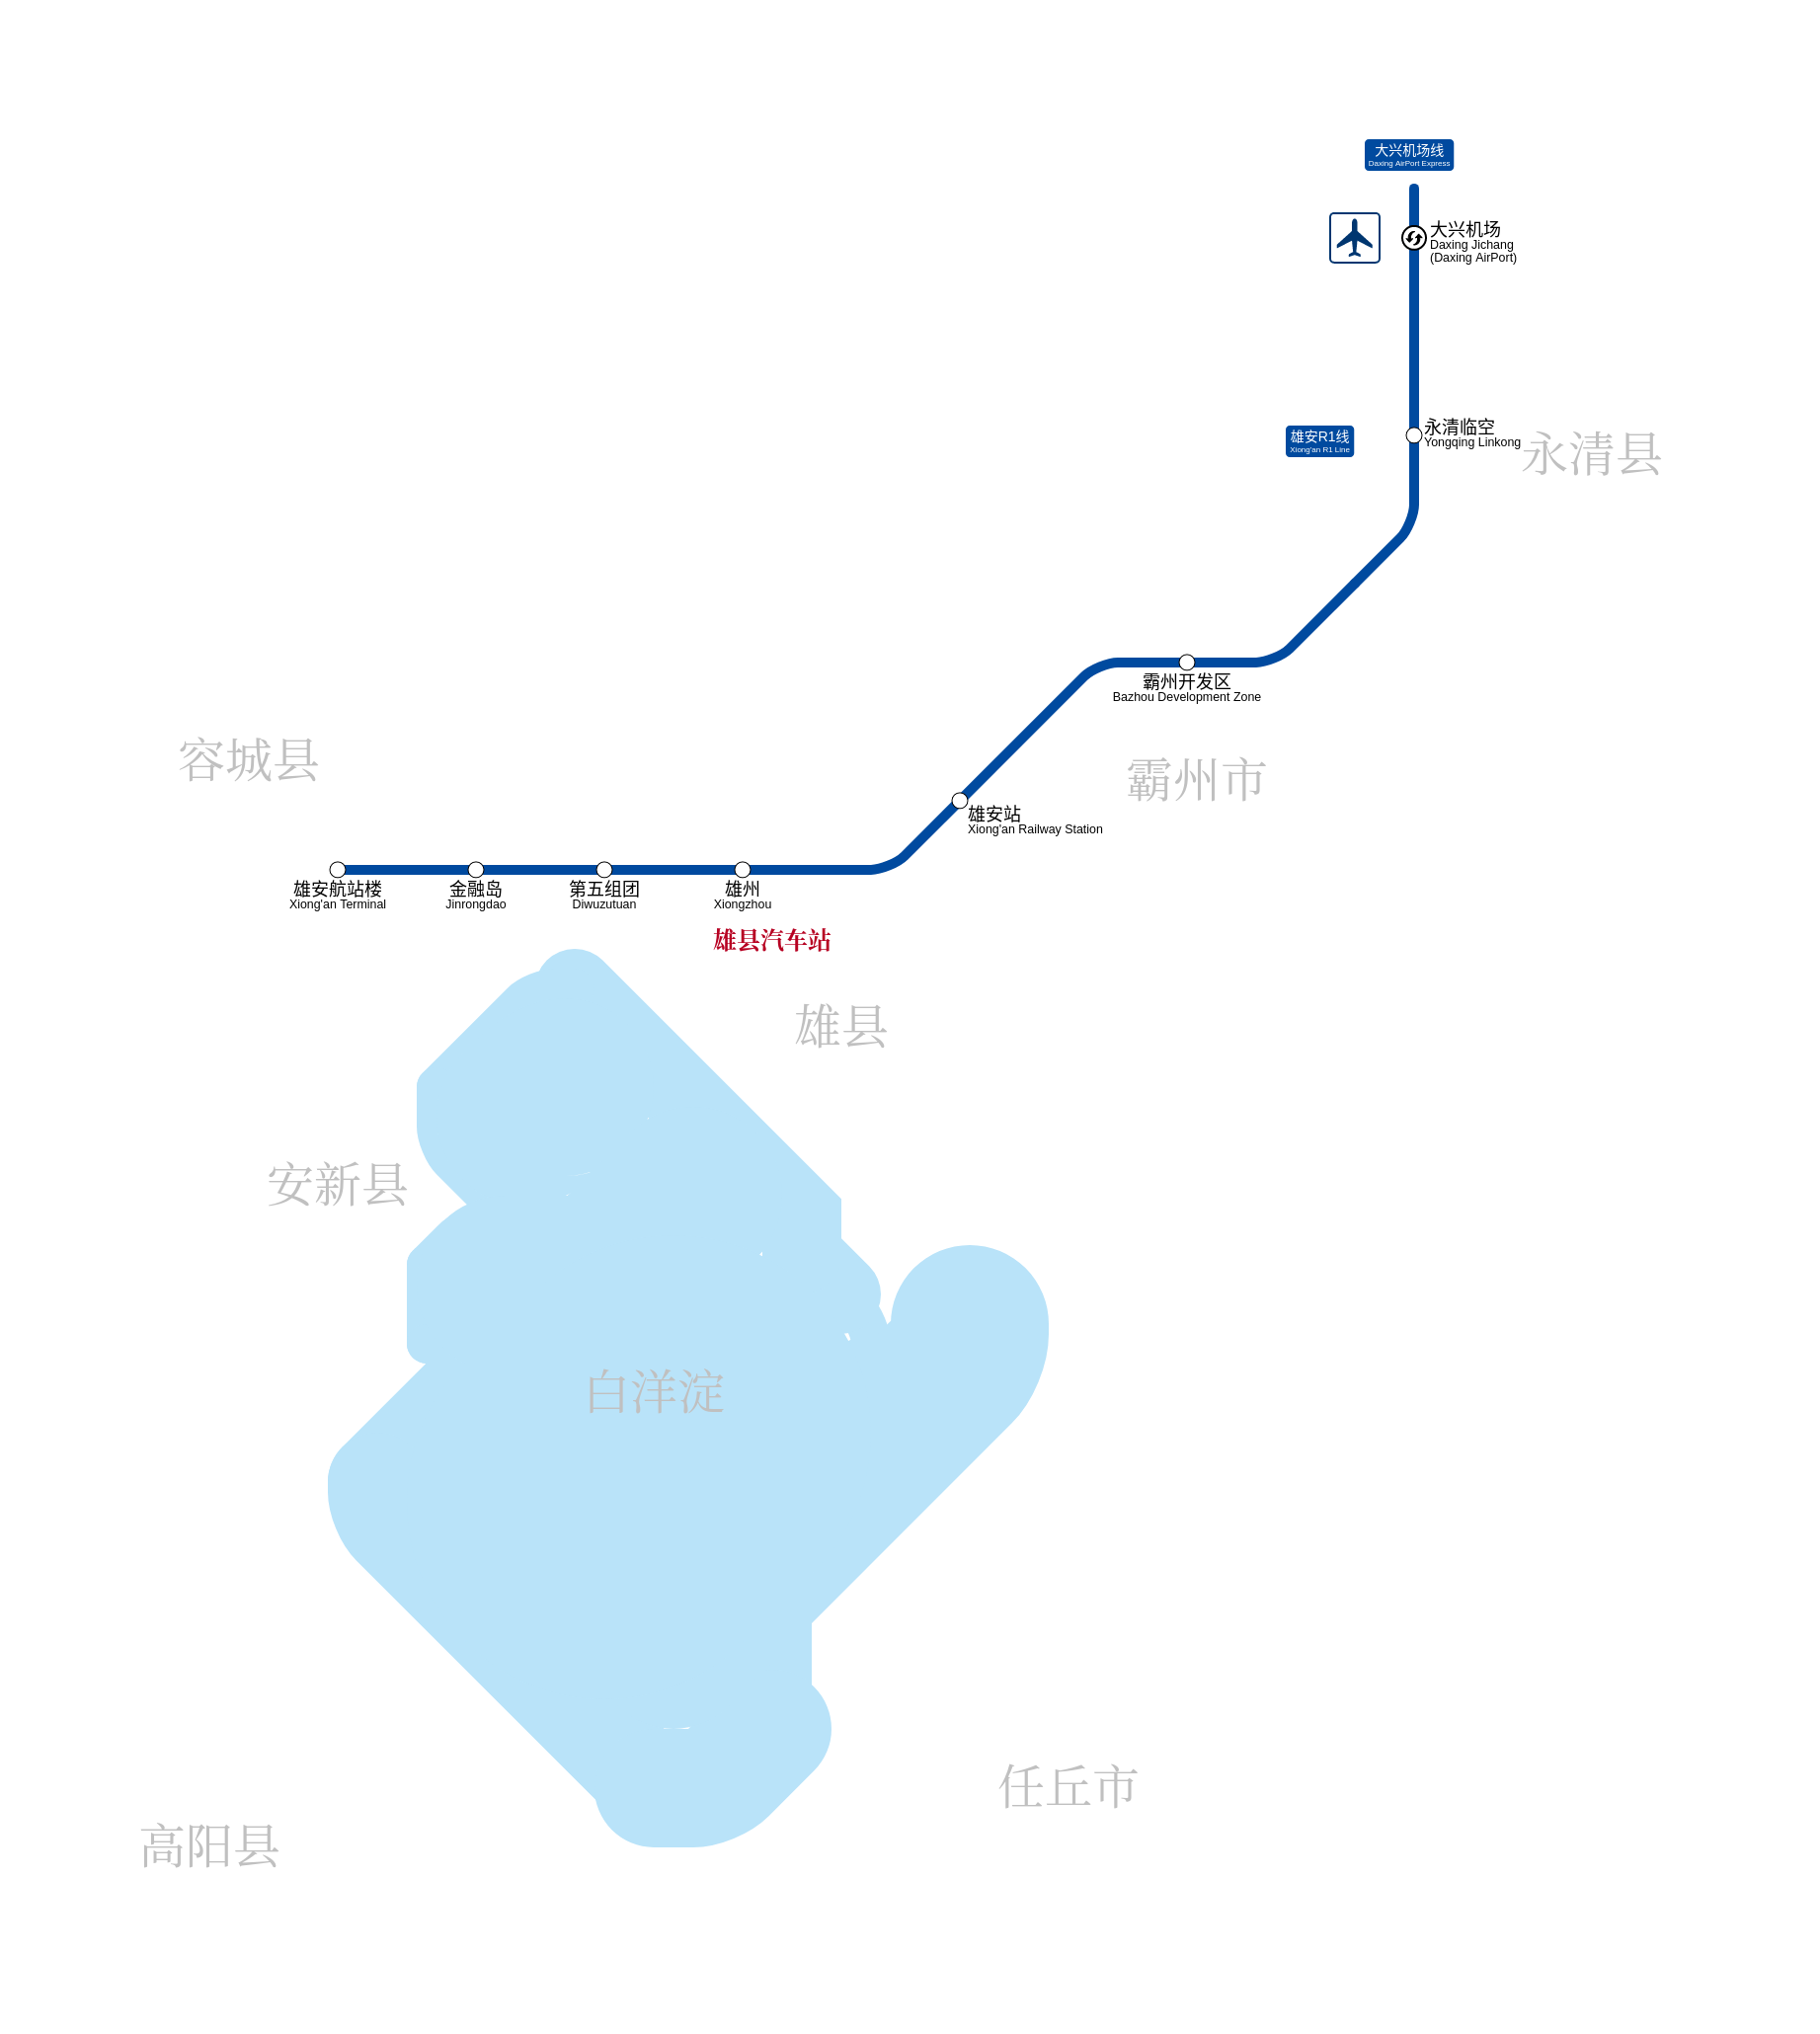 大兴机场线
Daxing AirPort Express
大兴机场
Daxing Jichang
(Daxing AirPort)
永清临空
Yongqing Linkong
雄安R1线
Xiong'an R1 Line
永清县
霸州开发区
Bazhou Development Zone
容城县
霸州市
雄安站
Xiong'an Railway Station
雄安航站楼
Xiong'an Terminal
金融岛
Jinrongdao
第五组团
Diwuzutuan
雄州
Xiongzhou
雄县汽车站
雄县
安新县
白洋淀
任丘市
高阳县